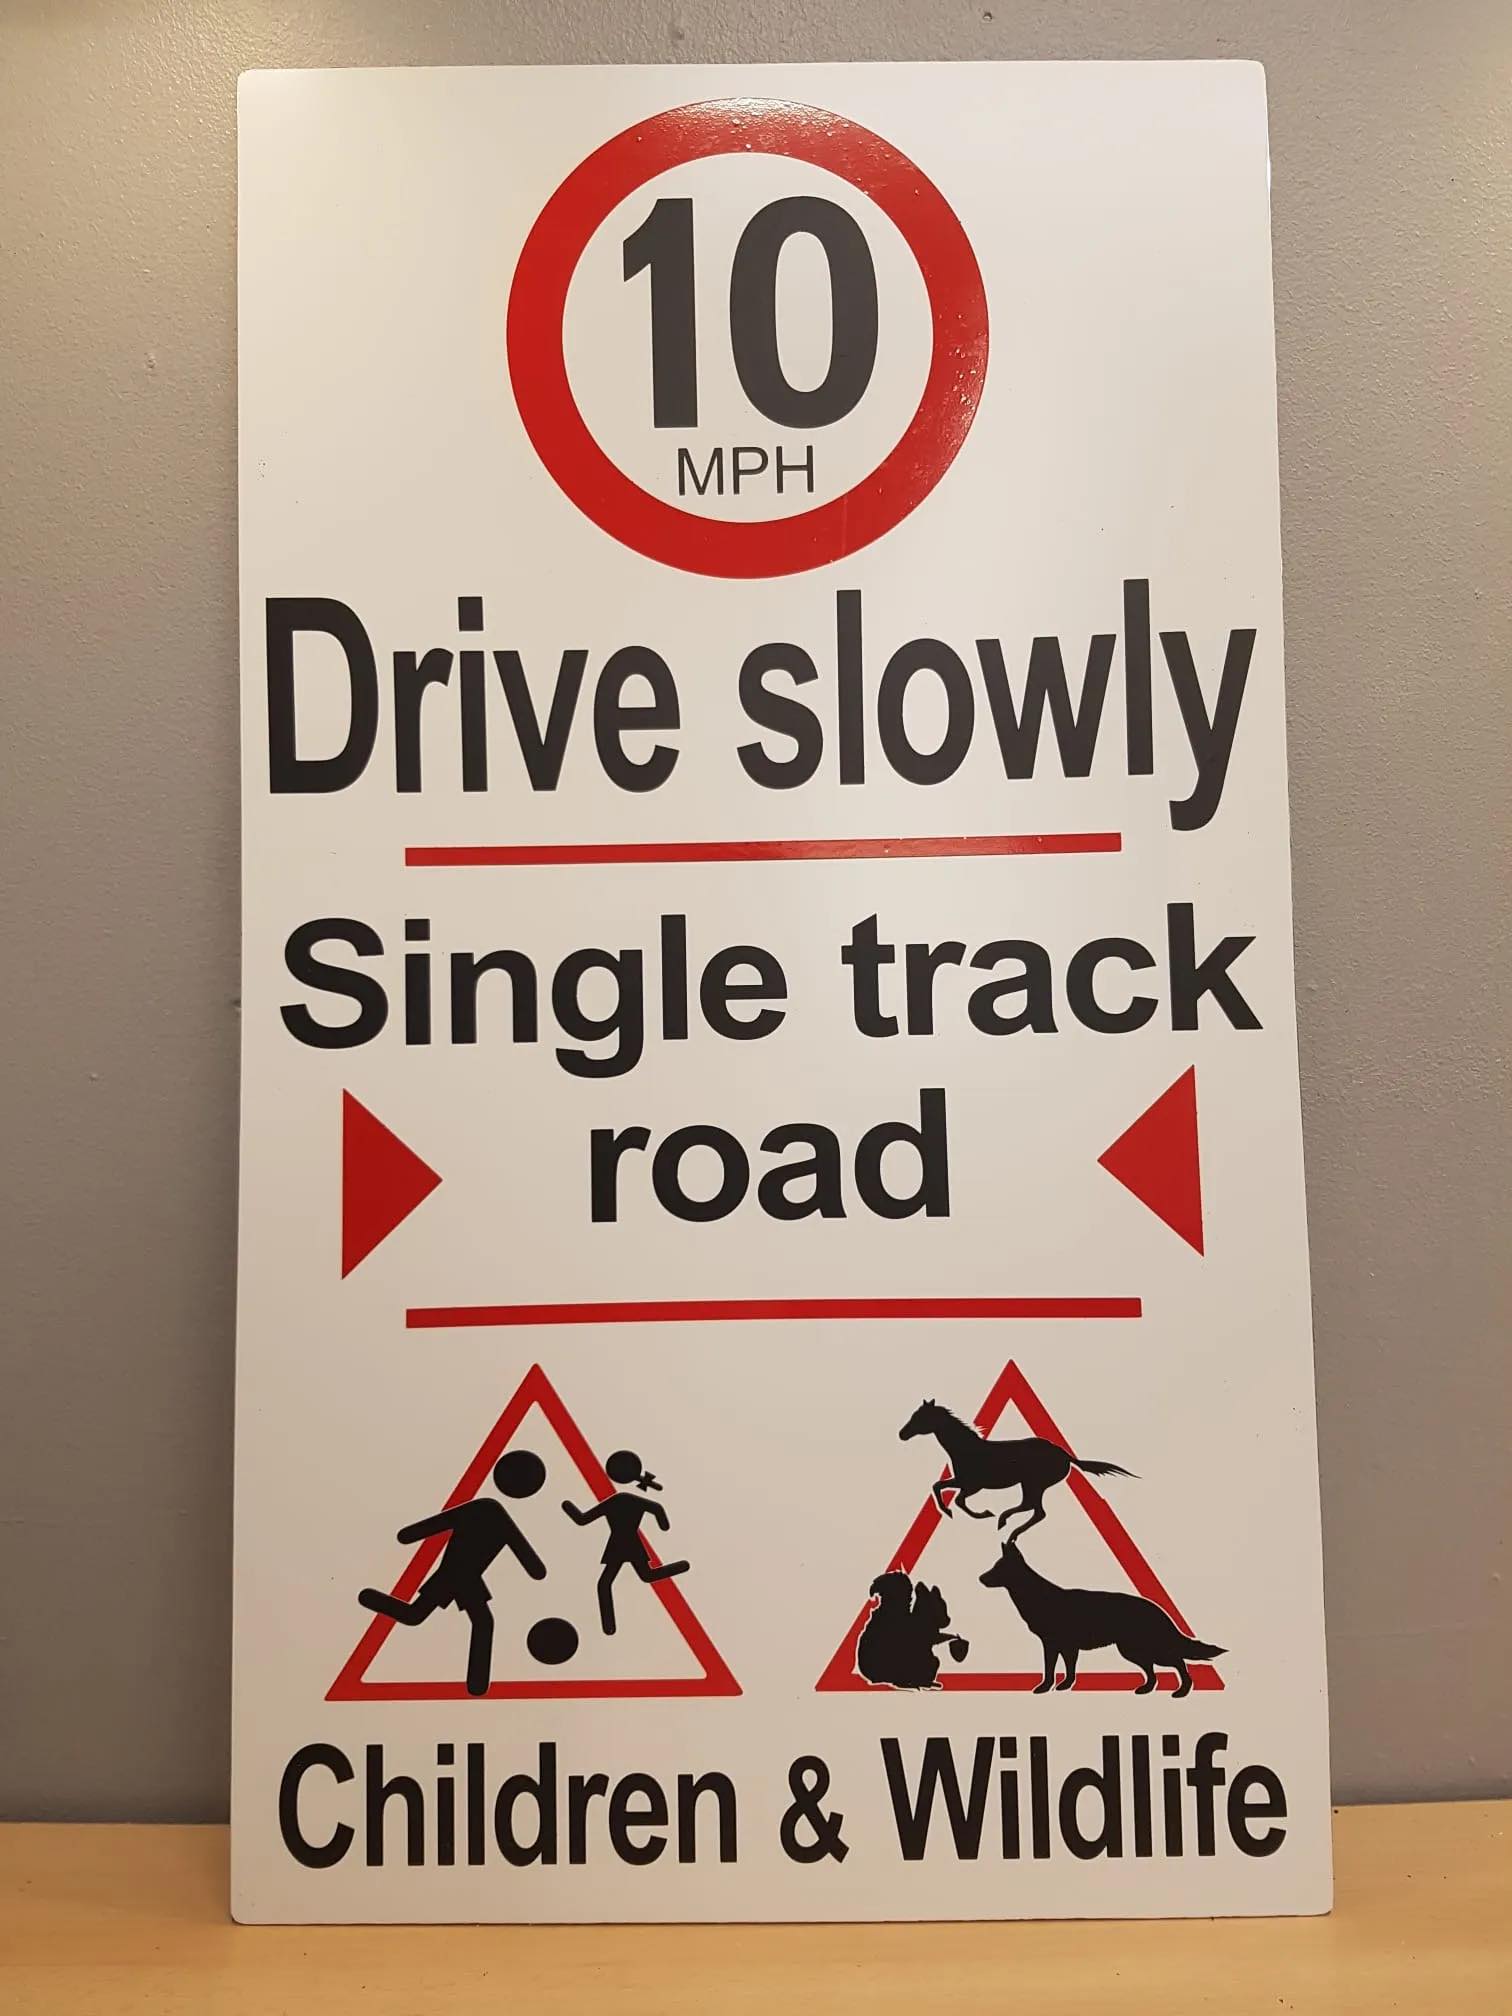 10
MPH
Drive slowly
Single track
road
Children & Wildlife